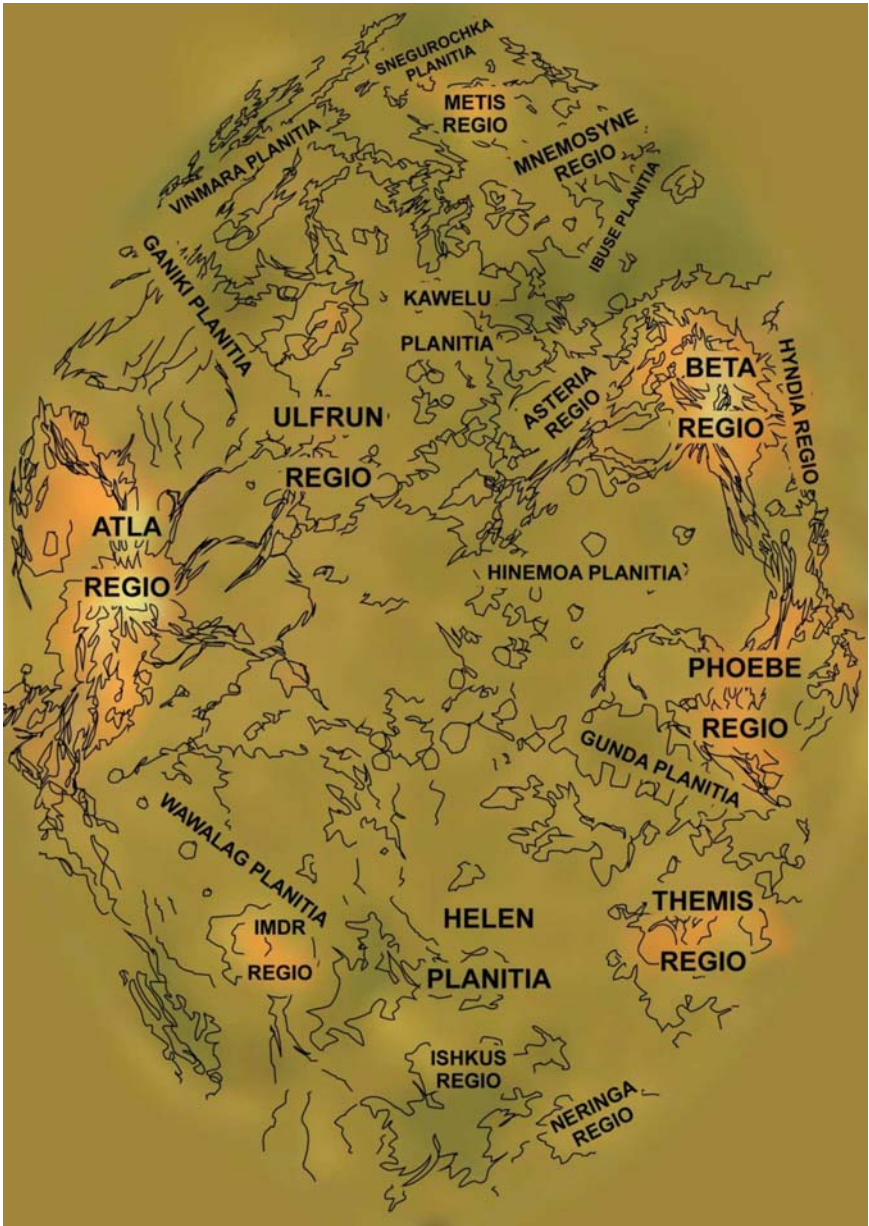 SNEGUROCHKA
PLANITIA
METIS
REGIO
MNEMOSYNE
REGIO
VINMARA PLANITIA
IBUSE PLANITIA
GANIKI PLANITIA
KAWELU
PLANITIA
BETA
REGIO
HYNDIA REGIO
ASTERIA
REGIO
ULFRUN
REGIO
ATLA
REGIO
HINEMOA PLANITIA
PHOEBE
REGIO
GUNDA PLANITIA
WAWALAG PLANITIA
IMDR
REGIO
HELEN
PLANITIA
THEMIS
REGIO
ISHKUS
REGIO
NERINGA
REGIO